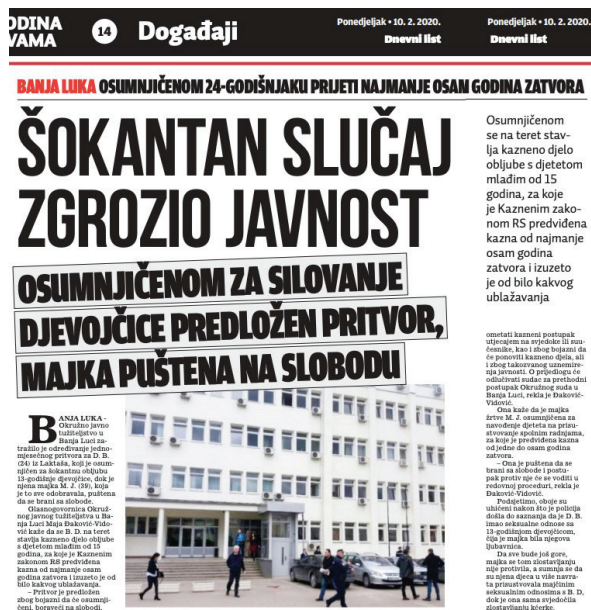 ODINA
VAMA
14
Događaji
Ponedjeljak • 10. 2. 2020.
Dnevni list
Ponedjeljak • 10. 2. 2020.
Dnevni list
BANJA LUKA OSUMNJIČENOM 24-GODIŠNJAKU PRIJETI NAJMANJE OSAM GODINA ZATVORA
ŠOKANTAN SLUČAJ
ZGROZIO JAVNOST
OSUMNJIČENOM ZA SILOVANJE
DJEVOJČICE PREDLOŽEN PRITVOR,
MAJKA PUŠTENA NA SLOBODU
BANJA LUKA -
Okružno javno
tužiteljstvo u
Banja Luci za-
tražilo je određivanje jedno-
mjesečnog pritvora za D. B.
(24) iz Laktaša, koji je osum-
njičen za šokantnu obljubu
13-godišnje djevojčice, dok je
njena majka M. J. (39), koja
je to sve odobravala, puštena
da se brani sa slobode.
Glasnogovornica Okruž-
nog javnog tužiteljstva u Ba-
nja Luci Maja Đaković-Vido-
vić kaže da se B. D. na teret
stavlja kazneno djelo obljube
s djetetom mlađim od 15
godina, za koje je Kaznenim
zakonom RS predviđena
kazna od najmanje osam
godina zatvora i izuzeto je od
bilo kakvog ublažavanja.
– Pritvor je predložen
zbog bojazni da će osumnji-
čeni, boraveći na slobodi,
Osumnjičenom
se na teret stav-
lja kazneno djelo
obljube s djetetom
mlađim od 15
godina, za koje
je Kaznenim zako-
nom RS predviđena
kazna od najmanje
osam godina
zatvora i izuzeto
je od bilo kakvog
ublažavanja
ometati kazneni postupak
utjecajem na svjedoke ili suu-
česnike, kao i zbog bojazni da
će ponoviti kazneno djelo, ali
i zbog takozvanog uznemire-
nja javnosti. O prijedlogu će
odlučivati sudac za prethodni
postupak Okružnog suda u
Banja Luci, rekla je Đaković-
Vidović.
Ona kaže da je majka
žrtve M. J. osumnjičena za
navođenje djeteta na prisu-
stvovanje spolnim radnjama,
za koje je predviđena kazna
od jedne do osam godina
zatvora.
– Ona je puštena da se
brani sa slobode i postu-
pak protiv nje će se voditi u
redovnoj proceduri, rekla je
Đaković-Vidović.
Podsjetimo, oboje su
uhićeni nakon što je policija
došla do saznanja da je D. B.
imao seksualne odnose sa
13-godišnjom djevojčicom,
čija je majka bila njegova
ljubavnica.
Da sve bude još gore,
majka se tom zlostavljanju
nije protivila, a sumnja se da
su njena djeca u više navra-
ta prisustvovala majčinim
seksualnim odnosima s B. D,
dok je ona sama svjedočila
zlostavljanju kćerke.